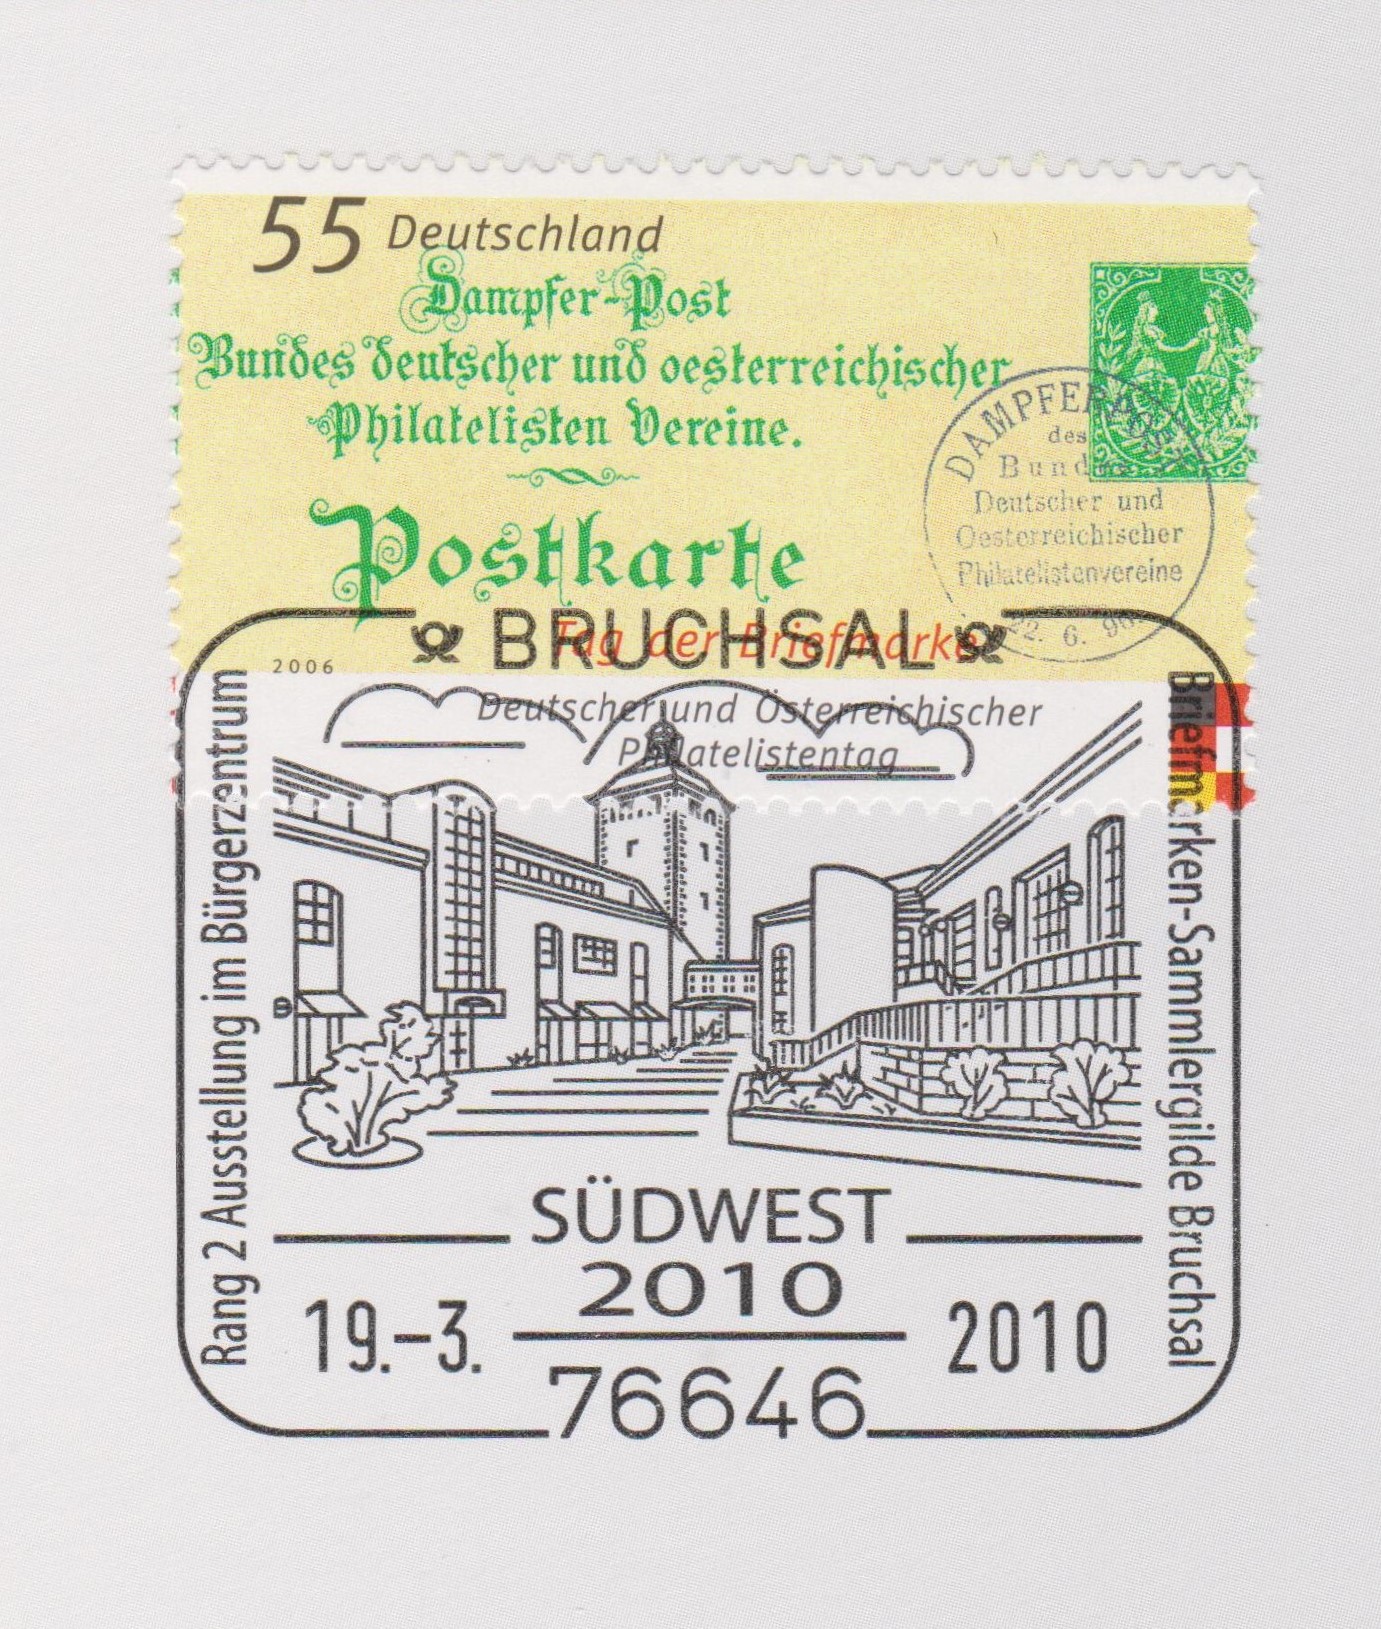 55 Deutschland
Dampfer-Post
Bundes deutscher und oesterreichischer
Philatelisten Vereine.
Postkarte
DAMPFERPOST
des
Bundes
Deutscher und
Oesterreichischer
Philatelistenvereine
22. 6. 96.
Tag der Briefmarke
2006
Deutscher und Österreichischer
Philatelistentag
BRUCHSAL
Rang 2 Ausstellung im Bürgerzentrum
Briefmarken-Sammlergilde Bruchsal
SÜDWEST
2010
19.-3. 2010
76646